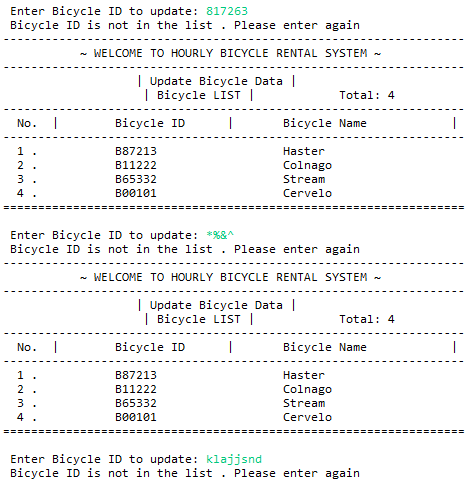 Enter Bicycle ID to update: 817263
Bicycle ID is not in the list . Please enter again
--------------------------------------------------------------------
~ WELCOME TO HOURLY BICYCLE RENTAL SYSTEM ~
--------------------------------------------------------------------
| Update Bicycle Data |
| Bicycle LIST | Total: 4
--------------------------------------------------------------------
No. | Bicycle ID | Bicycle Name |
--------------------------------------------------------------------
1 . B87213 Haster
2 . B11222 Colnago
3 . B65332 Stream
4 . B00101 Cervelo
====================================================================
Enter Bicycle ID to update: *%&^
Bicycle ID is not in the list . Please enter again
--------------------------------------------------------------------
~ WELCOME TO HOURLY BICYCLE RENTAL SYSTEM ~
--------------------------------------------------------------------
| Update Bicycle Data |
| Bicycle LIST | Total: 4
--------------------------------------------------------------------
No. | Bicycle ID | Bicycle Name |
--------------------------------------------------------------------
1 . B87213 Haster
2 . B11222 Colnago
3 . B65332 Stream
4 . B00101 Cervelo
====================================================================
Enter Bicycle ID to update: klajjsnd
Bicycle ID is not in the list . Please enter again